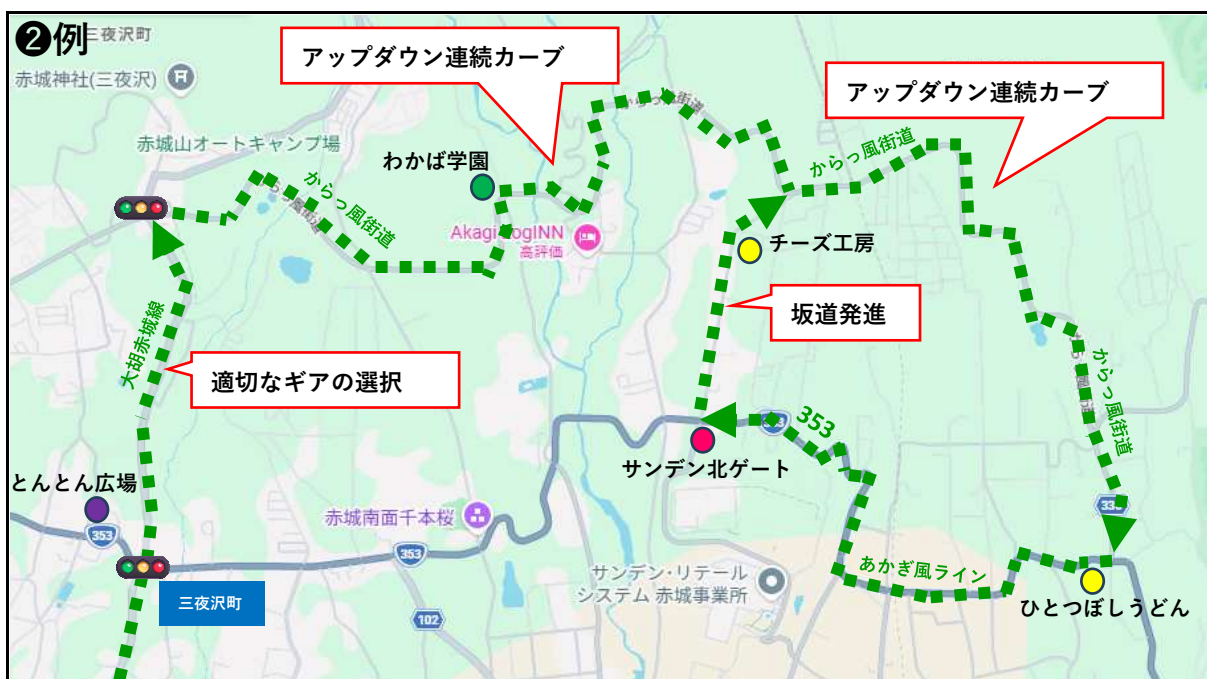 ❷例
三夜沢町
赤城神社(三夜沢)
アップダウン連続カーブ
アップダウン連続カーブ
からっ風街道
赤城山オートキャンプ場
わかば学園
からっ風街道
からっ風街道
からっ風街道
チーズ工房
高評価
坂道発進
大胡赤城線
適切なギアの選択
からっ風街道
353
サンデン北ゲート
とんとん広場
赤城南面千本桜
353
353
あかぎ風ライン
サンデン・リテール
システム 赤城事業所
ひとつぼしうどん
三夜沢町
102